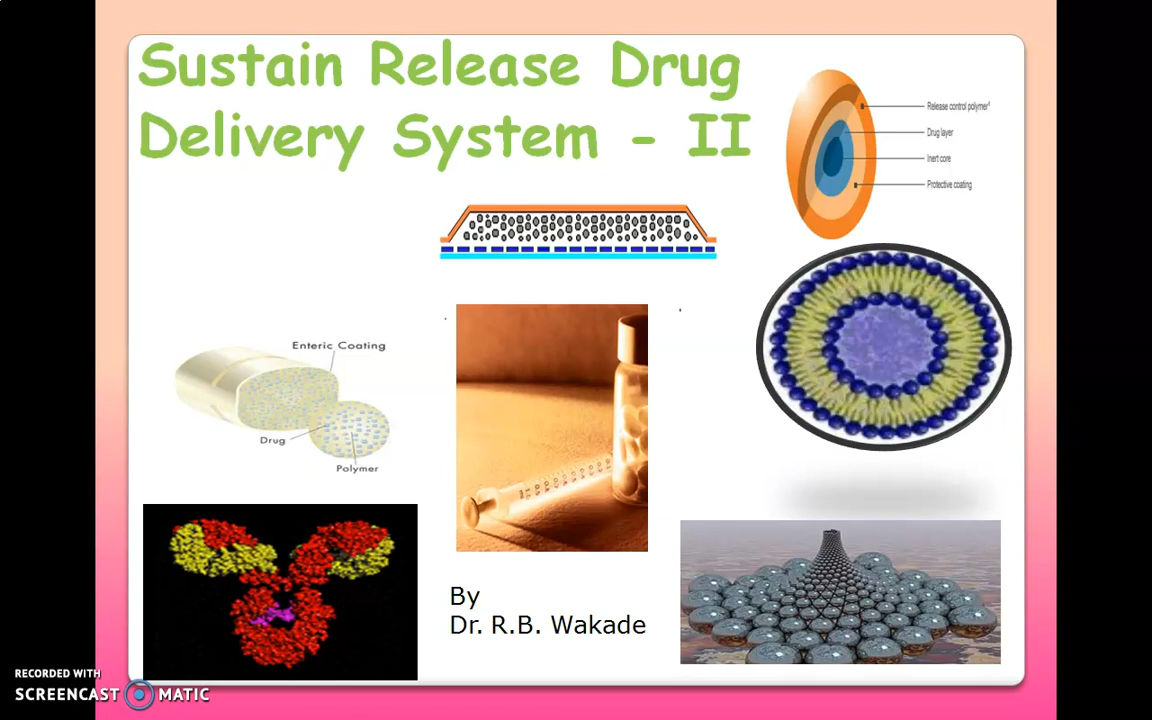 Sustain Release Drug
Delivery System - II
Release control polymer⁴
Drug layer
Inert core
Protective coating
Enteric Coating
Drug
Polymer
By
Dr. R.B. Wakade
RECORDED WITH
SCREENCAST MATIC